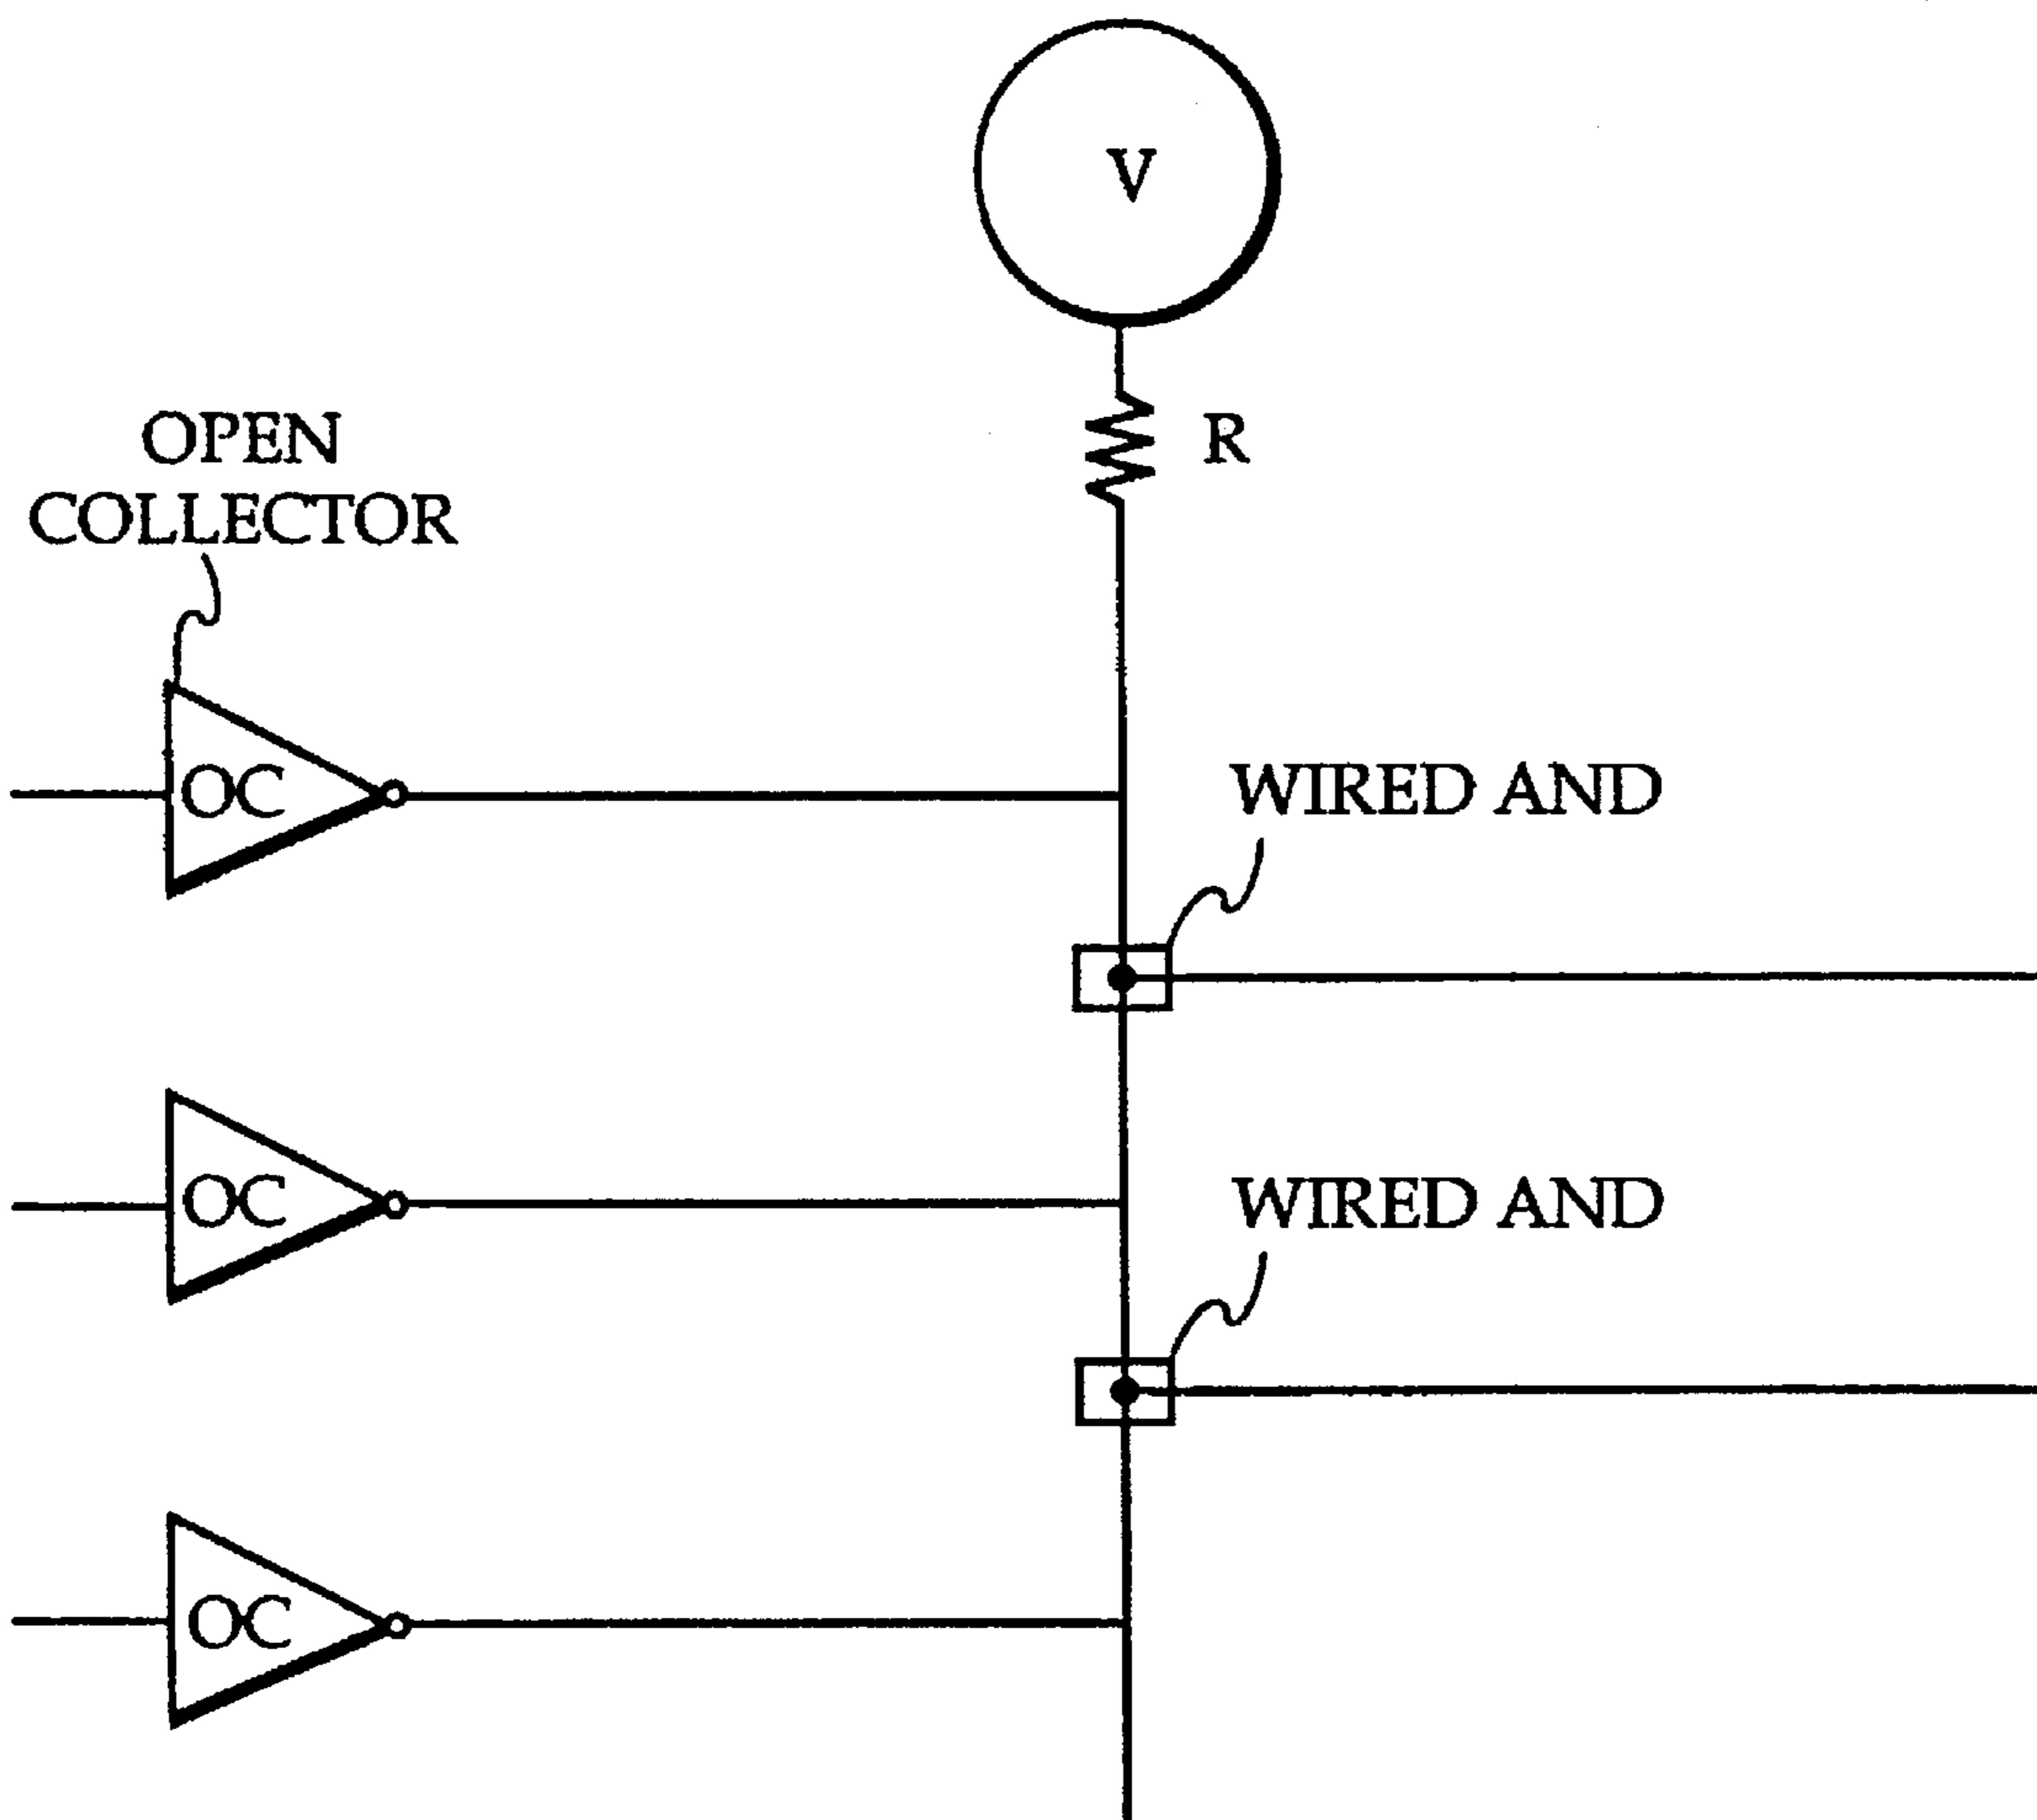 V
R
OPEN
COLLECTOR
OC
WIRED AND
OC
WIRED AND
OC